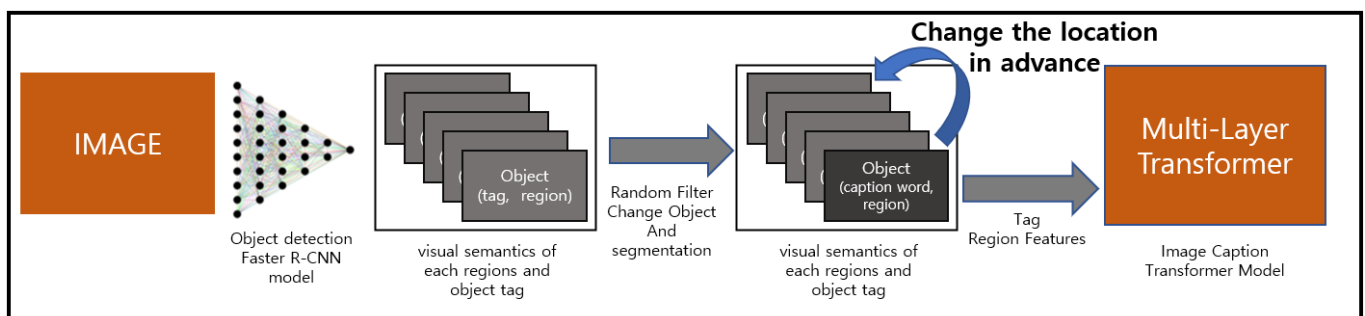 Change the location
in advance
IMAGE
Multi-Layer
Transformer
(
(
(
(
Object
(tag, region)
(
(
(
(
Object
(caption word,
region)
Object detection
Faster R-CNN
model
visual semantics of
each regions and
object tag
Random Filter
Change Object
And
segmentation
visual semantics of
each regions and
object tag
Tag
Region Features
Image Caption
Transformer Model